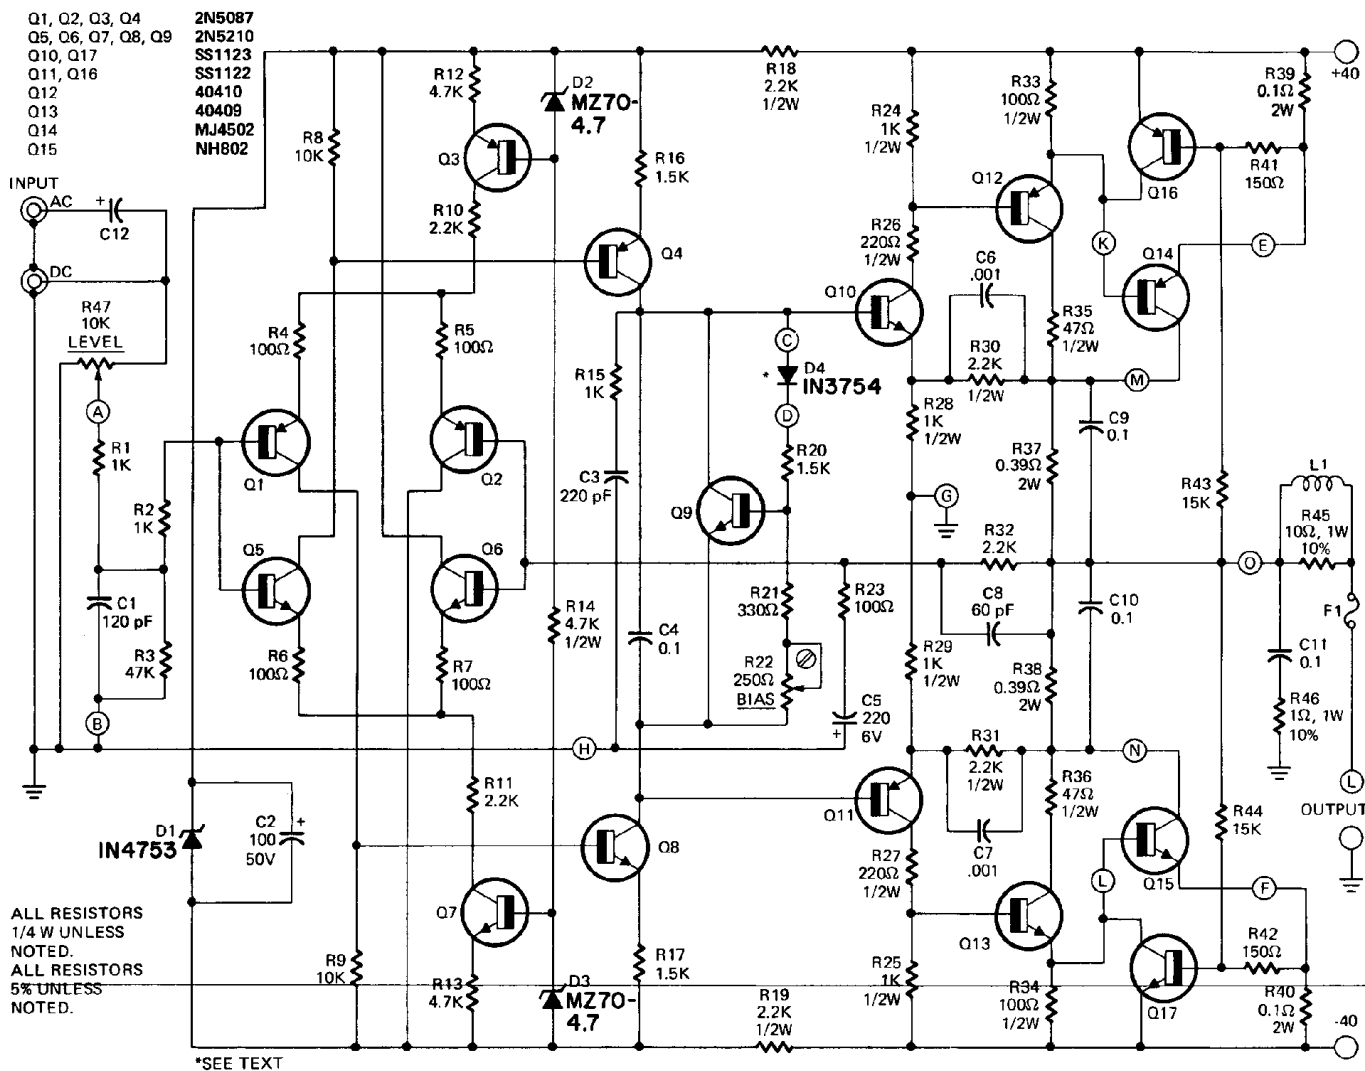 Q1, Q2, Q3, Q4 2N5087
Q5, Q6, Q7, Q8, Q9 2N5210
Q10, Q17 SS1123
Q11, Q16 SS1122
Q12 40410
Q13 40409
Q14 MJ4502
Q15 NH802
INPUT
AC
+
C12
DC
R47
10K
LEVEL
A
R1
1K
R2
1K
C1
120 pF
R3
47K
B
D1
IN4753
C2
100
50V
+
R8
10K
R12
4.7K
Q3
R10
2.2K
D2
MZ70-
4.7
R16
1.5K
Q4
R4
100Ω
R5
100Ω
Q1
Q2
Q5
Q6
R6
100Ω
R7
100Ω
R14
4.7K
1/2W
R15
1K
C3
220 pF
C4
0.1
H
R11
2.2K
Q7
R13
4.7K
R9
10K
D3
MZ70-
4.7
Q8
R17
1.5K
R18
2.2K
1/2W
C
*
D4
IN3754
D
R20
1.5K
Q9
R21
330Ω
R22
250Ω
BIAS
R23
100Ω
C5
220
6V
+
R19
2.2K
1/2W
R24
1K
1/2W
R26
220Ω
1/2W
Q10
C6
.001
R30
2.2K
1/2W
R28
1K
1/2W
G
R32
2.2K
C8
60 pF
R29
1K
1/2W
R31
2.2K
1/2W
C7
.001
Q11
R27
220Ω
1/2W
R25
1K
1/2W
R33
100Ω
1/2W
Q12
R35
47Ω
1/2W
R37
0.39Ω
2W
R38
0.39Ω
2W
R36
47Ω
1/2W
Q13
R34
100Ω
1/2W
K
Q16
Q14
M
C9
0.1
C10
0.1
N
Q15
L
Q17
R41
150Ω
R39
0.1Ω
2W
+40
E
R43
15K
L1
R45
10Ω, 1W
10%
O
F1
C11
0.1
R46
1Ω, 1W
10%
L
OUTPUT
R44
15K
F
R42
150Ω
R40
0.1Ω
2W
-40
ALL RESISTORS
1/4 W UNLESS
NOTED.
ALL RESISTORS
5% UNLESS
NOTED.
*SEE TEXT